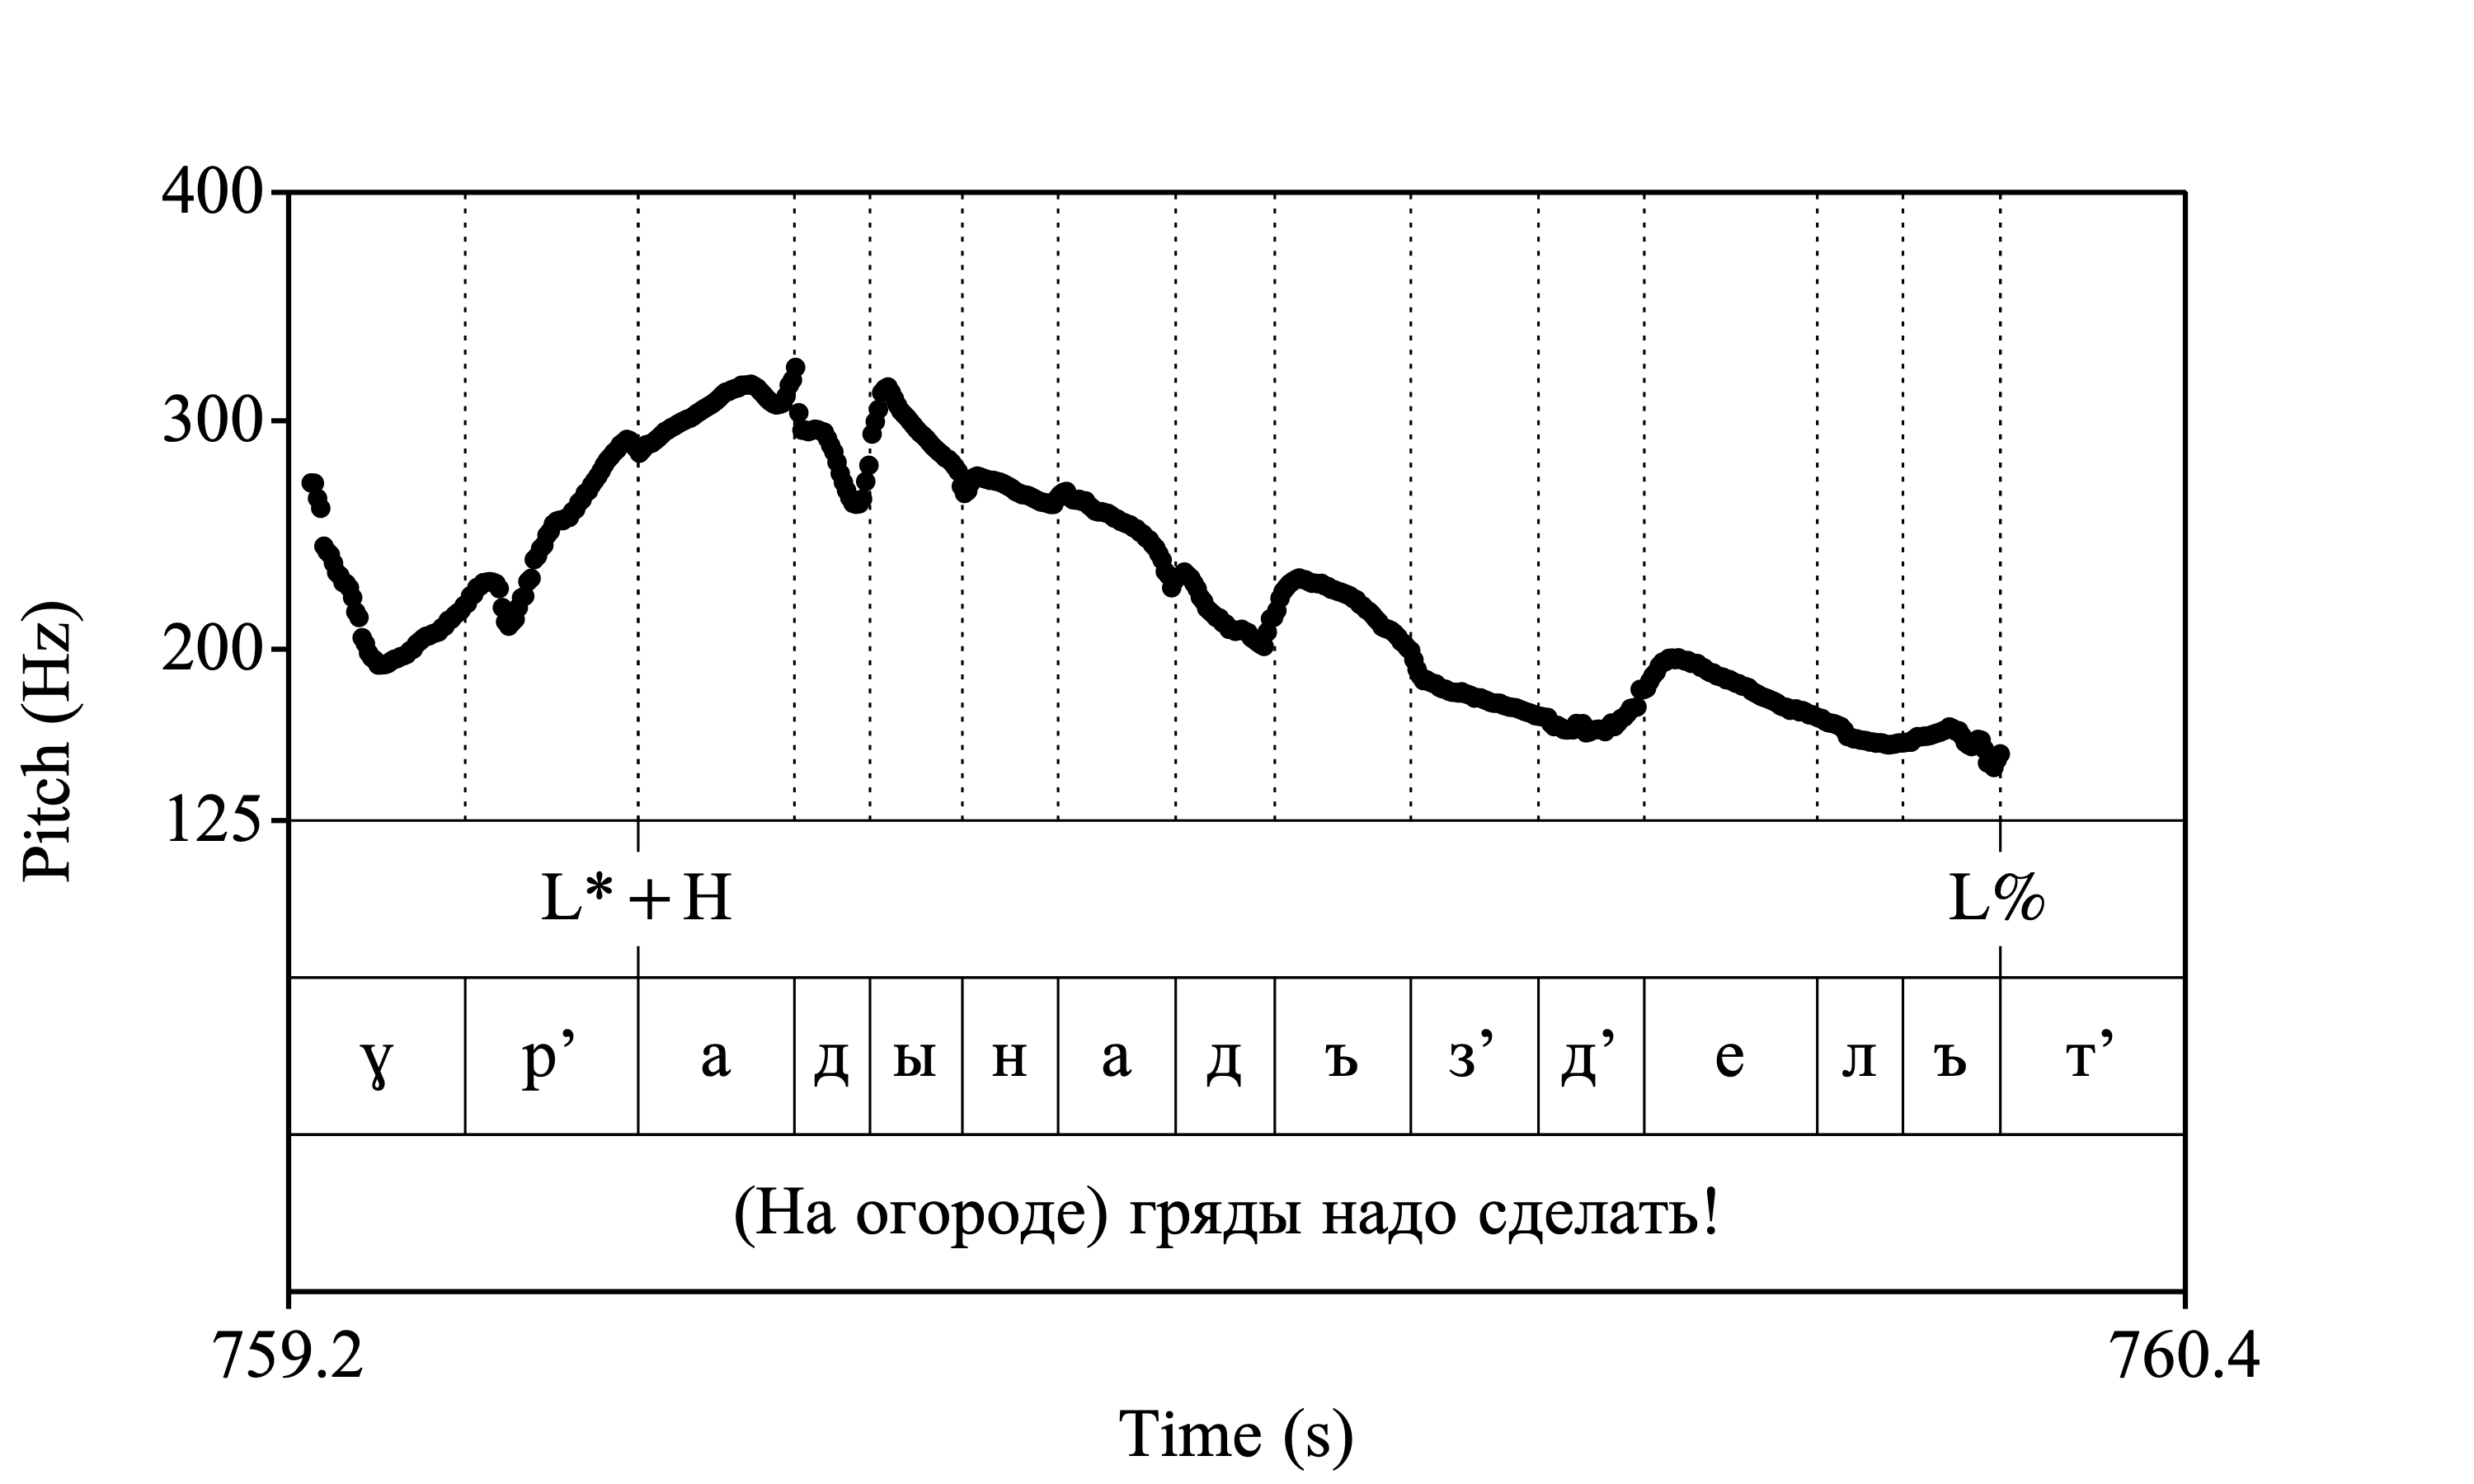 400
300
200
125
Pitch (Hz)
L*+H L%
ɣ р’ а д ы н а д ъ з’ д’ е л ъ т’
(На огороде) гряды надо сделать!
759.2 760.4
Time (s)